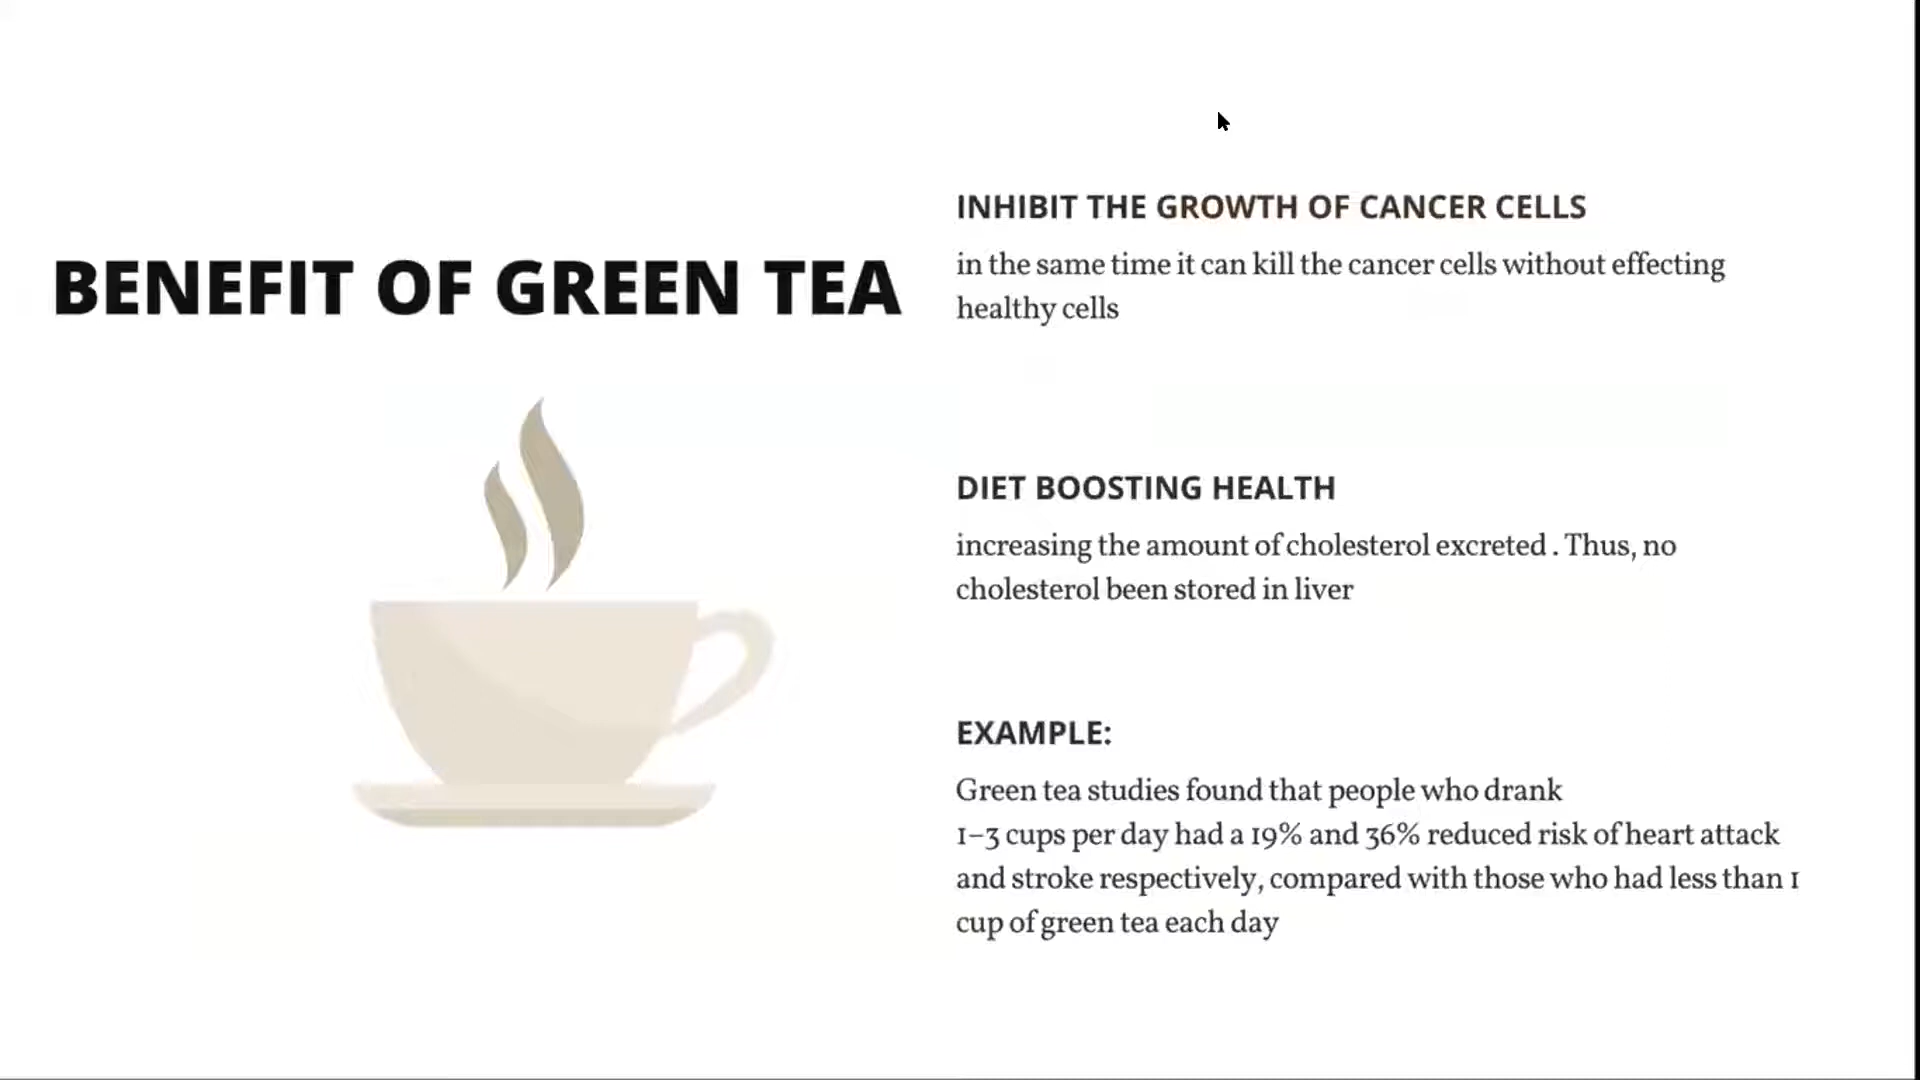 BENEFIT OF GREEN TEA
INHIBIT THE GROWTH OF CANCER CELLS
in the same time it can kill the cancer cells without effecting
healthy cells
DIET BOOSTING HEALTH
increasing the amount of cholesterol excreted . Thus, no
cholesterol been stored in liver
EXAMPLE:
Green tea studies found that people who drank
1–3 cups per day had a 19% and 36% reduced risk of heart attack
and stroke respectively, compared with those who had less than 1
cup of green tea each day